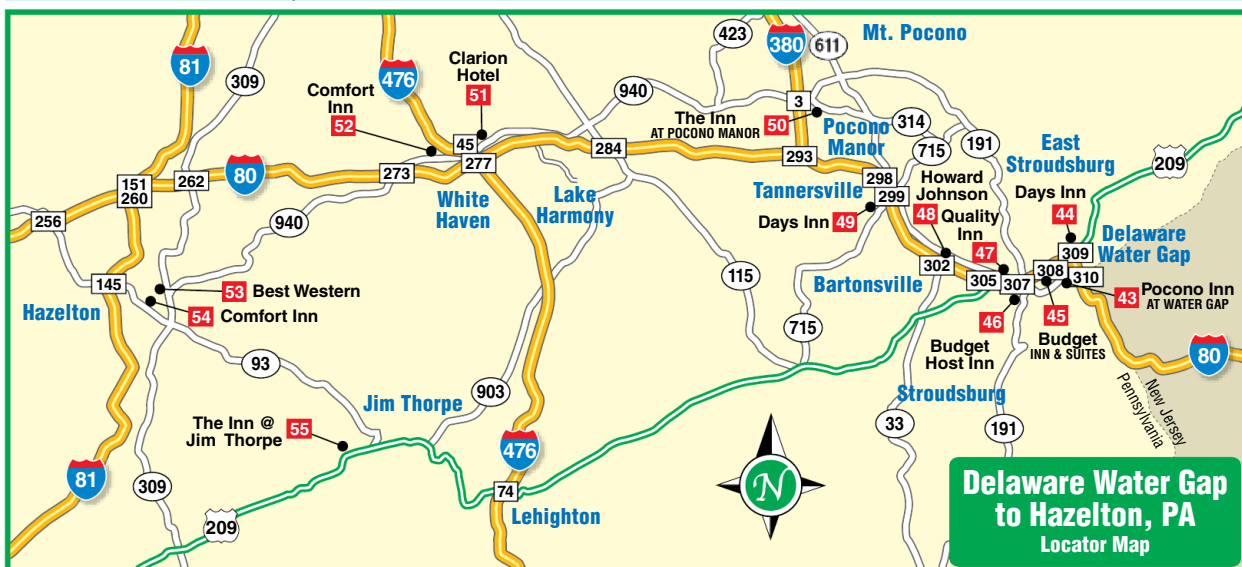 81
309
476
Clarion
Hotel
51
Comfort
Inn
52
940
423
380
611
Mt. Pocono
3
The Inn
AT POCONO MANOR
50
Pocono
Manor
314
715
191
East
Stroudsburg
209
45
277
284
293
298
299
151
260
262
80
273
256
White
Haven
Lake
Harmony
Tannersville
Howard
Johnson
48
Quality
Inn
47
Days Inn
44
Days Inn
49
Delaware
Water Gap
940
145
53
Best Western
54
Comfort Inn
Hazelton
115
Bartonsville
302
305
307
308
309
310
43
Pocono Inn
AT WATER GAP
46
45
Budget
Host Inn
Budget
INN & SUITES
715
80
93
903
Jim Thorpe
The Inn @
Jim Thorpe
55
Stroudsburg
33
191
New Jersey
Pennsylvania
476
81
309
209
74
Lehighton
N
Delaware Water Gap
to Hazelton, PA
Locator Map